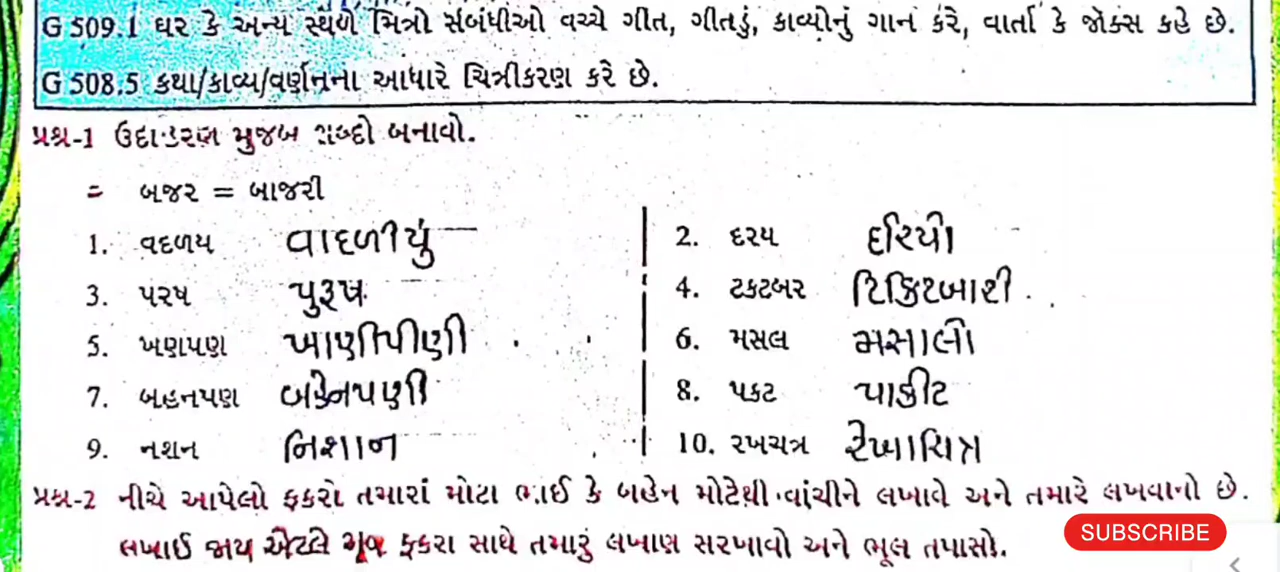 G 509.1 ઘર કે અન્ય સ્થળે મિત્રો સંબંધીઓ વચ્ચે ગીત, ગીતડું, કાવ્યોનું ગાન કરે, વાર્તા કે જૉક્સ કહે છે.
G 508.5 કથા/કાવ્ય/વર્ણનના આધારે ચિત્રીકરણ કરે છે.
પ્રશ્ન-1 ઉદાહરણ મુજબ શબ્દો બનાવો.
= બજર = બાજરી
1. વદળય વાદળીયું 2. દરય દરિયો
3. પરષ પુરૂષ 4. ટકટબર ટિકિટબારી
5. ખણપણ ખાણીપીણી 6. મસલ મસાલો
7. બહનપણ બહેનપણી 8. પકટ પાકીટ
9. નશન નિશાન 10. રખચત્ર રેખાચિત્ર
પ્રશ્ન-2 નીચે આપેલો ફકરો તમારાં મોટા ભાઈ કે બહેન મોટેથી વાંચીને લખાવે અને તમારે લખવાનો છે.
લખાઈ જાય એટલે મૂળ ફકરા સાથે તમારું લખાણ સરખાવો અને ભૂલ તપાસો.
SUBSCRIBE